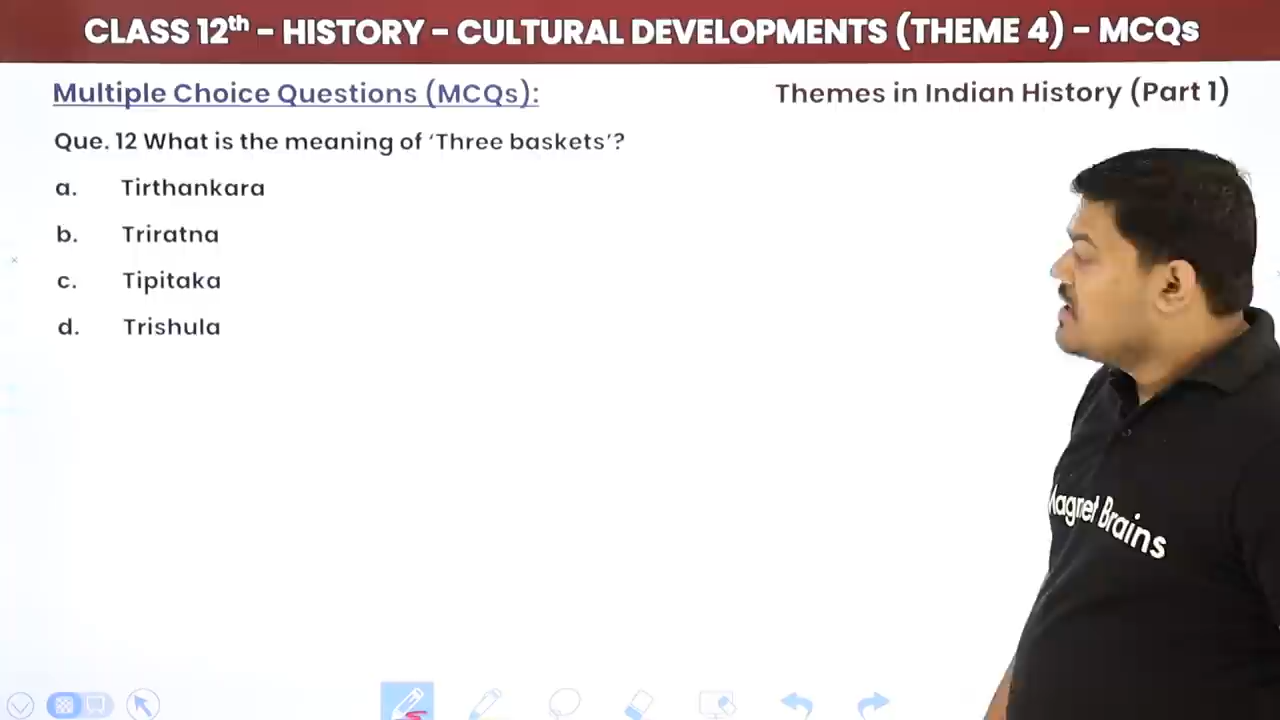 CLASS 12th – HISTORY – CULTURAL DEVELOPMENTS (THEME 4) – MCQs
Multiple Choice Questions (MCQs):
Themes in Indian History (Part 1)
Que. 12 What is the meaning of ‘Three baskets’?
a. Tirthankara
b. Triratna
c. Tipitaka
d. Trishula
Magnet Brains